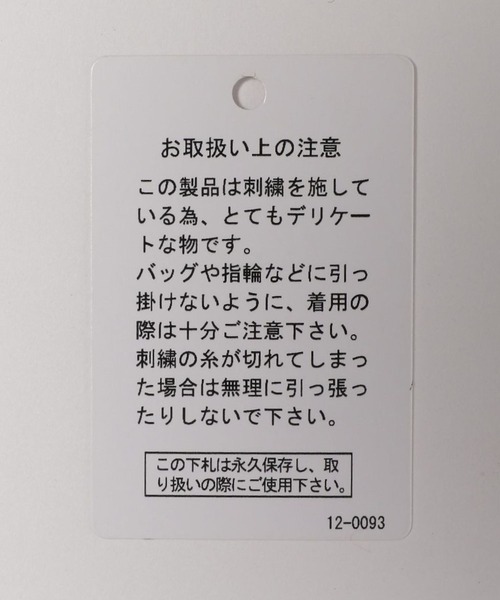 お取扱い上の注意
この製品は刺繍を施して
いる為、とてもデリケー
トな物です。
バッグや指輪などに引っ
掛けないように、着用の
際は十分ご注意下さい。
刺繍の糸が切れてしまっ
た場合は無理に引っ張っ
たりしないで下さい。
この下札は永久保存し、取
り扱いの際にご使用下さい。
12-0093